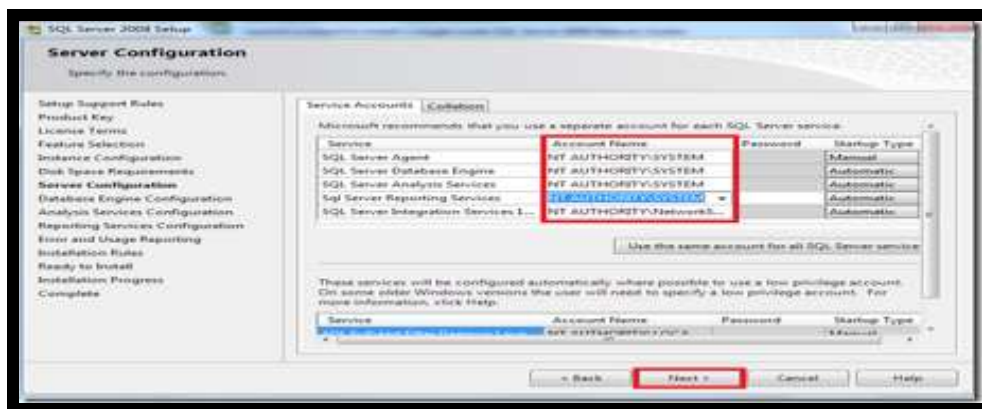 SQL Server 2008 Setup
Server Configuration
Specify the configuration.
Setup Support Rules
Product Key
License Terms
Feature Selection
Instance Configuration
Disk Space Requirements
Server Configuration
Database Engine Configuration
Analysis Services Configuration
Reporting Services Configuration
Error and Usage Reporting
Installation Rules
Ready to Install
Installation Progress
Complete
Service Accounts Collation
Microsoft recommends that you use a separate account for each SQL Server service.
Service Account Name Password Startup Type
SQL Server Agent NT AUTHORITY\SYSTEM Manual
SQL Server Database Engine NT AUTHORITY\SYSTEM Automatic
SQL Server Analysis Services NT AUTHORITY\SYSTEM Automatic
Sql Server Reporting Services NT AUTHORITY\SYSTEM Automatic
SQL Server Integration Services 1... NT AUTHORITY\NetworkS... Automatic
Use the same account for all SQL Server service
These services will be configured automatically where possible to use a low privilege account.
On some older Windows versions the user will need to specify a low privilege account. For
more information, click Help.
Service Account Name Password Startup Type
< Back Next > Cancel Help